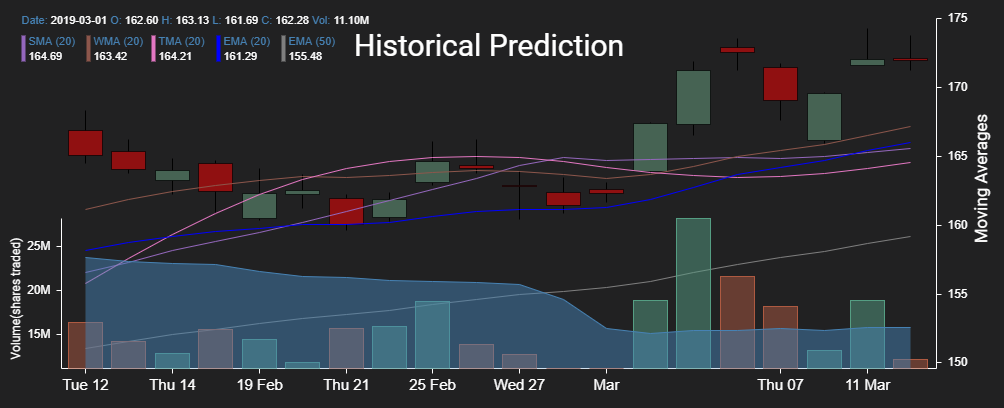 Date: 2019-03-01 O: 162.60 H: 163.13 L: 161.69 C: 162.28 Vol: 11.10M
SMA (20) WMA (20) TMA (20) EMA (20) EMA (50)
164.69 163.42 164.21 161.29 155.48
Historical Prediction
175
170
165
160
155
150
Moving Averages
25M
20M
15M
Volume(shares traded)
Tue 12 Thu 14 19 Feb Thu 21 25 Feb Wed 27 Mar Thu 07 11 Mar